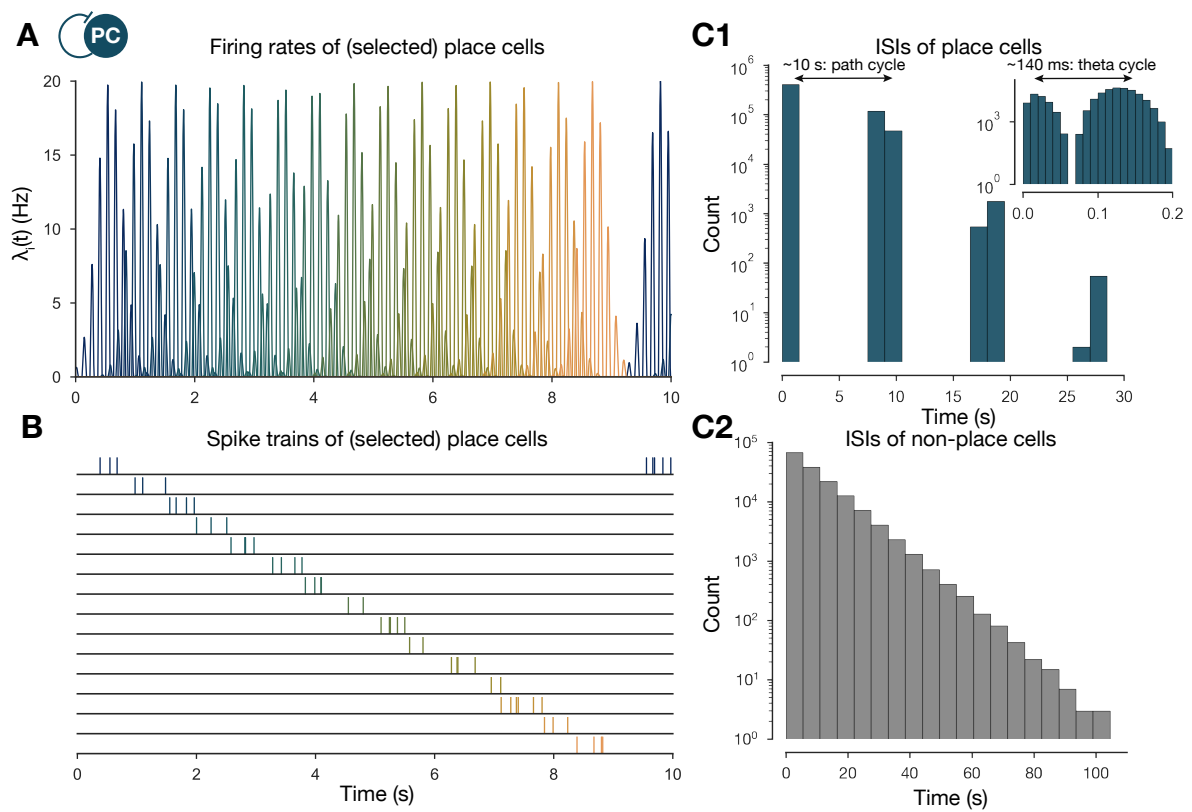 A
PC
Firing rates of (selected) place cells
20
15
10
5
0
λi(t) (Hz)
0 2 4 6 8 10
B
Spike trains of (selected) place cells
0 2 4 6 8 10
Time (s)
C1
ISIs of place cells
~10 s: path cycle
~140 ms: theta cycle
10^6
10^5
10^4
10^3
10^2
10^1
10^0
Count
10^3
10^0
0.0 0.1 0.2
0 5 10 15 20 25 30
Time (s)
C2
ISIs of non-place cells
10^5
10^4
10^3
10^2
10^1
10^0
Count
0 20 40 60 80 100
Time (s)